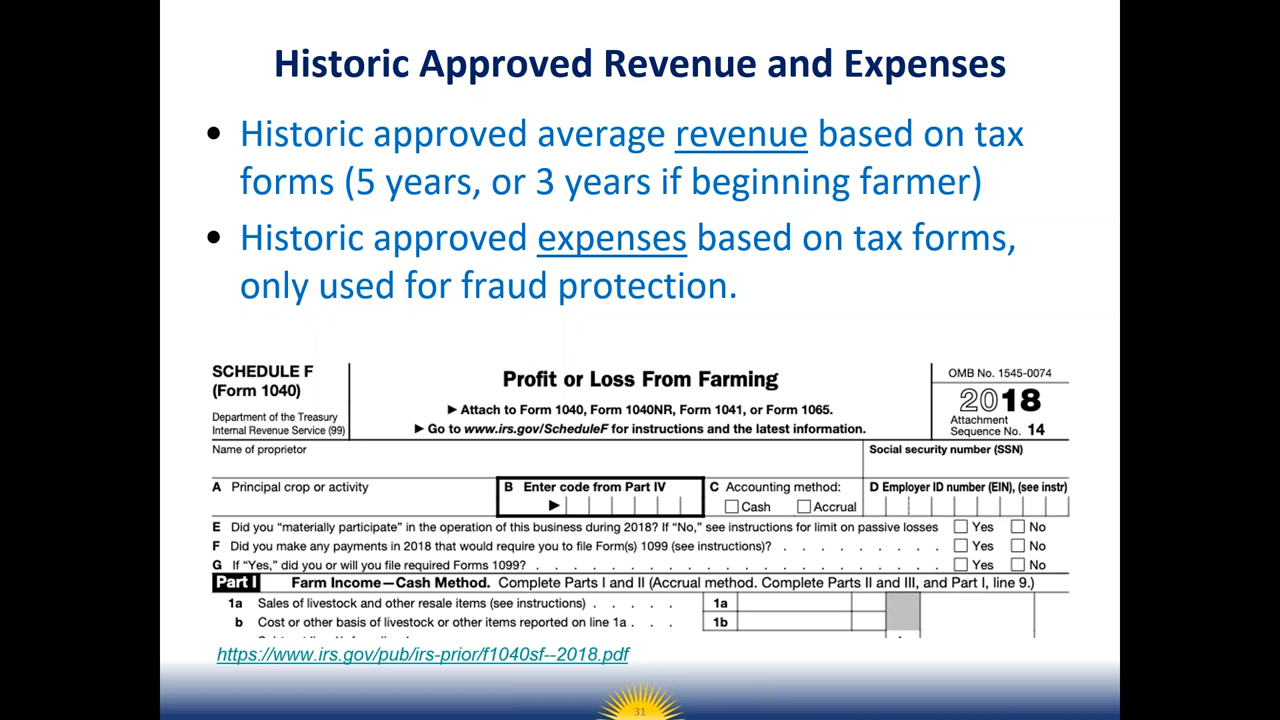 Historic Approved Revenue and Expenses
• Historic approved average revenue based on tax
forms (5 years, or 3 years if beginning farmer)
• Historic approved expenses based on tax forms,
only used for fraud protection.
SCHEDULE F
(Form 1040)
Department of the Treasury
Internal Revenue Service (99)
Profit or Loss From Farming
▶ Attach to Form 1040, Form 1040NR, Form 1041, or Form 1065.
▶ Go to www.irs.gov/ScheduleF for instructions and the latest information.
OMB No. 1545-0074
2018
Attachment
Sequence No. 14
Name of proprietor
Social security number (SSN)
A Principal crop or activity
B Enter code from Part IV
▶
C Accounting method:
Cash Accrual
D Employer ID number (EIN), (see instr)
E Did you “materially participate” in the operation of this business during 2018? If “No,” see instructions for limit on passive losses Yes No
F Did you make any payments in 2018 that would require you to file Form(s) 1099 (see instructions)? . . . . . . . . . . Yes No
G If “Yes,” did you or will you file required Forms 1099? . . . . . . . . . . . . . . . . . . Yes No
Part I Farm Income—Cash Method. Complete Parts I and II (Accrual method. Complete Parts II and III, and Part I, line 9.)
1a Sales of livestock and other resale items (see instructions) . . . . . 1a
b Cost or other basis of livestock or other items reported on line 1a . . . 1b
https://www.irs.gov/pub/irs-prior/f1040sf--2018.pdf
31